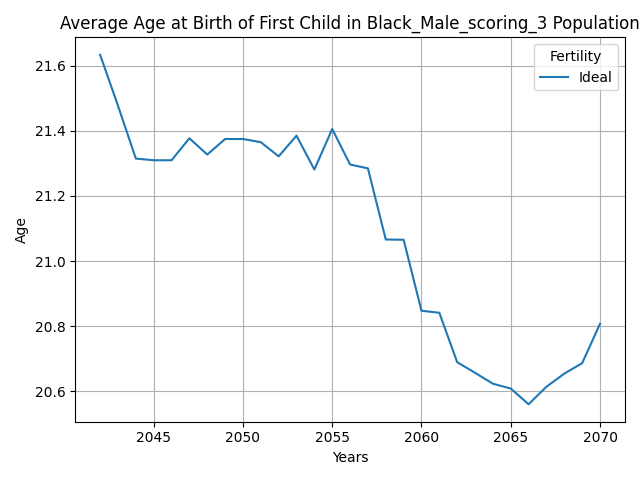 Average Age at Birth of First Child in Black_Male_scoring_3 Population
Fertility
Ideal
Age
21.6
21.4
21.2
21.0
20.8
20.6
2045 2050 2055 2060 2065 2070
Years